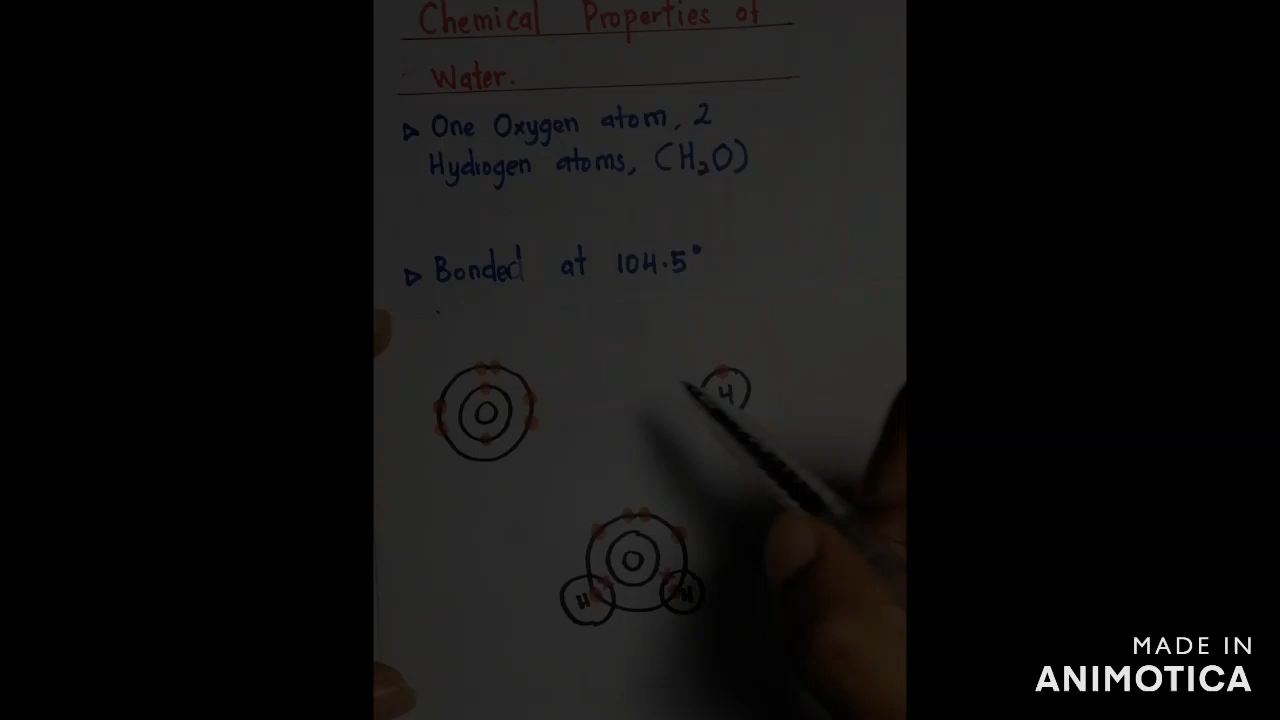 Chemical Properties of
Water.
▷ One Oxygen atom, 2
Hydrogen atoms, (H₂O)
▷ Bonded at 104.5°
O
H
O
H
H
MADE IN
ANIMOTICA